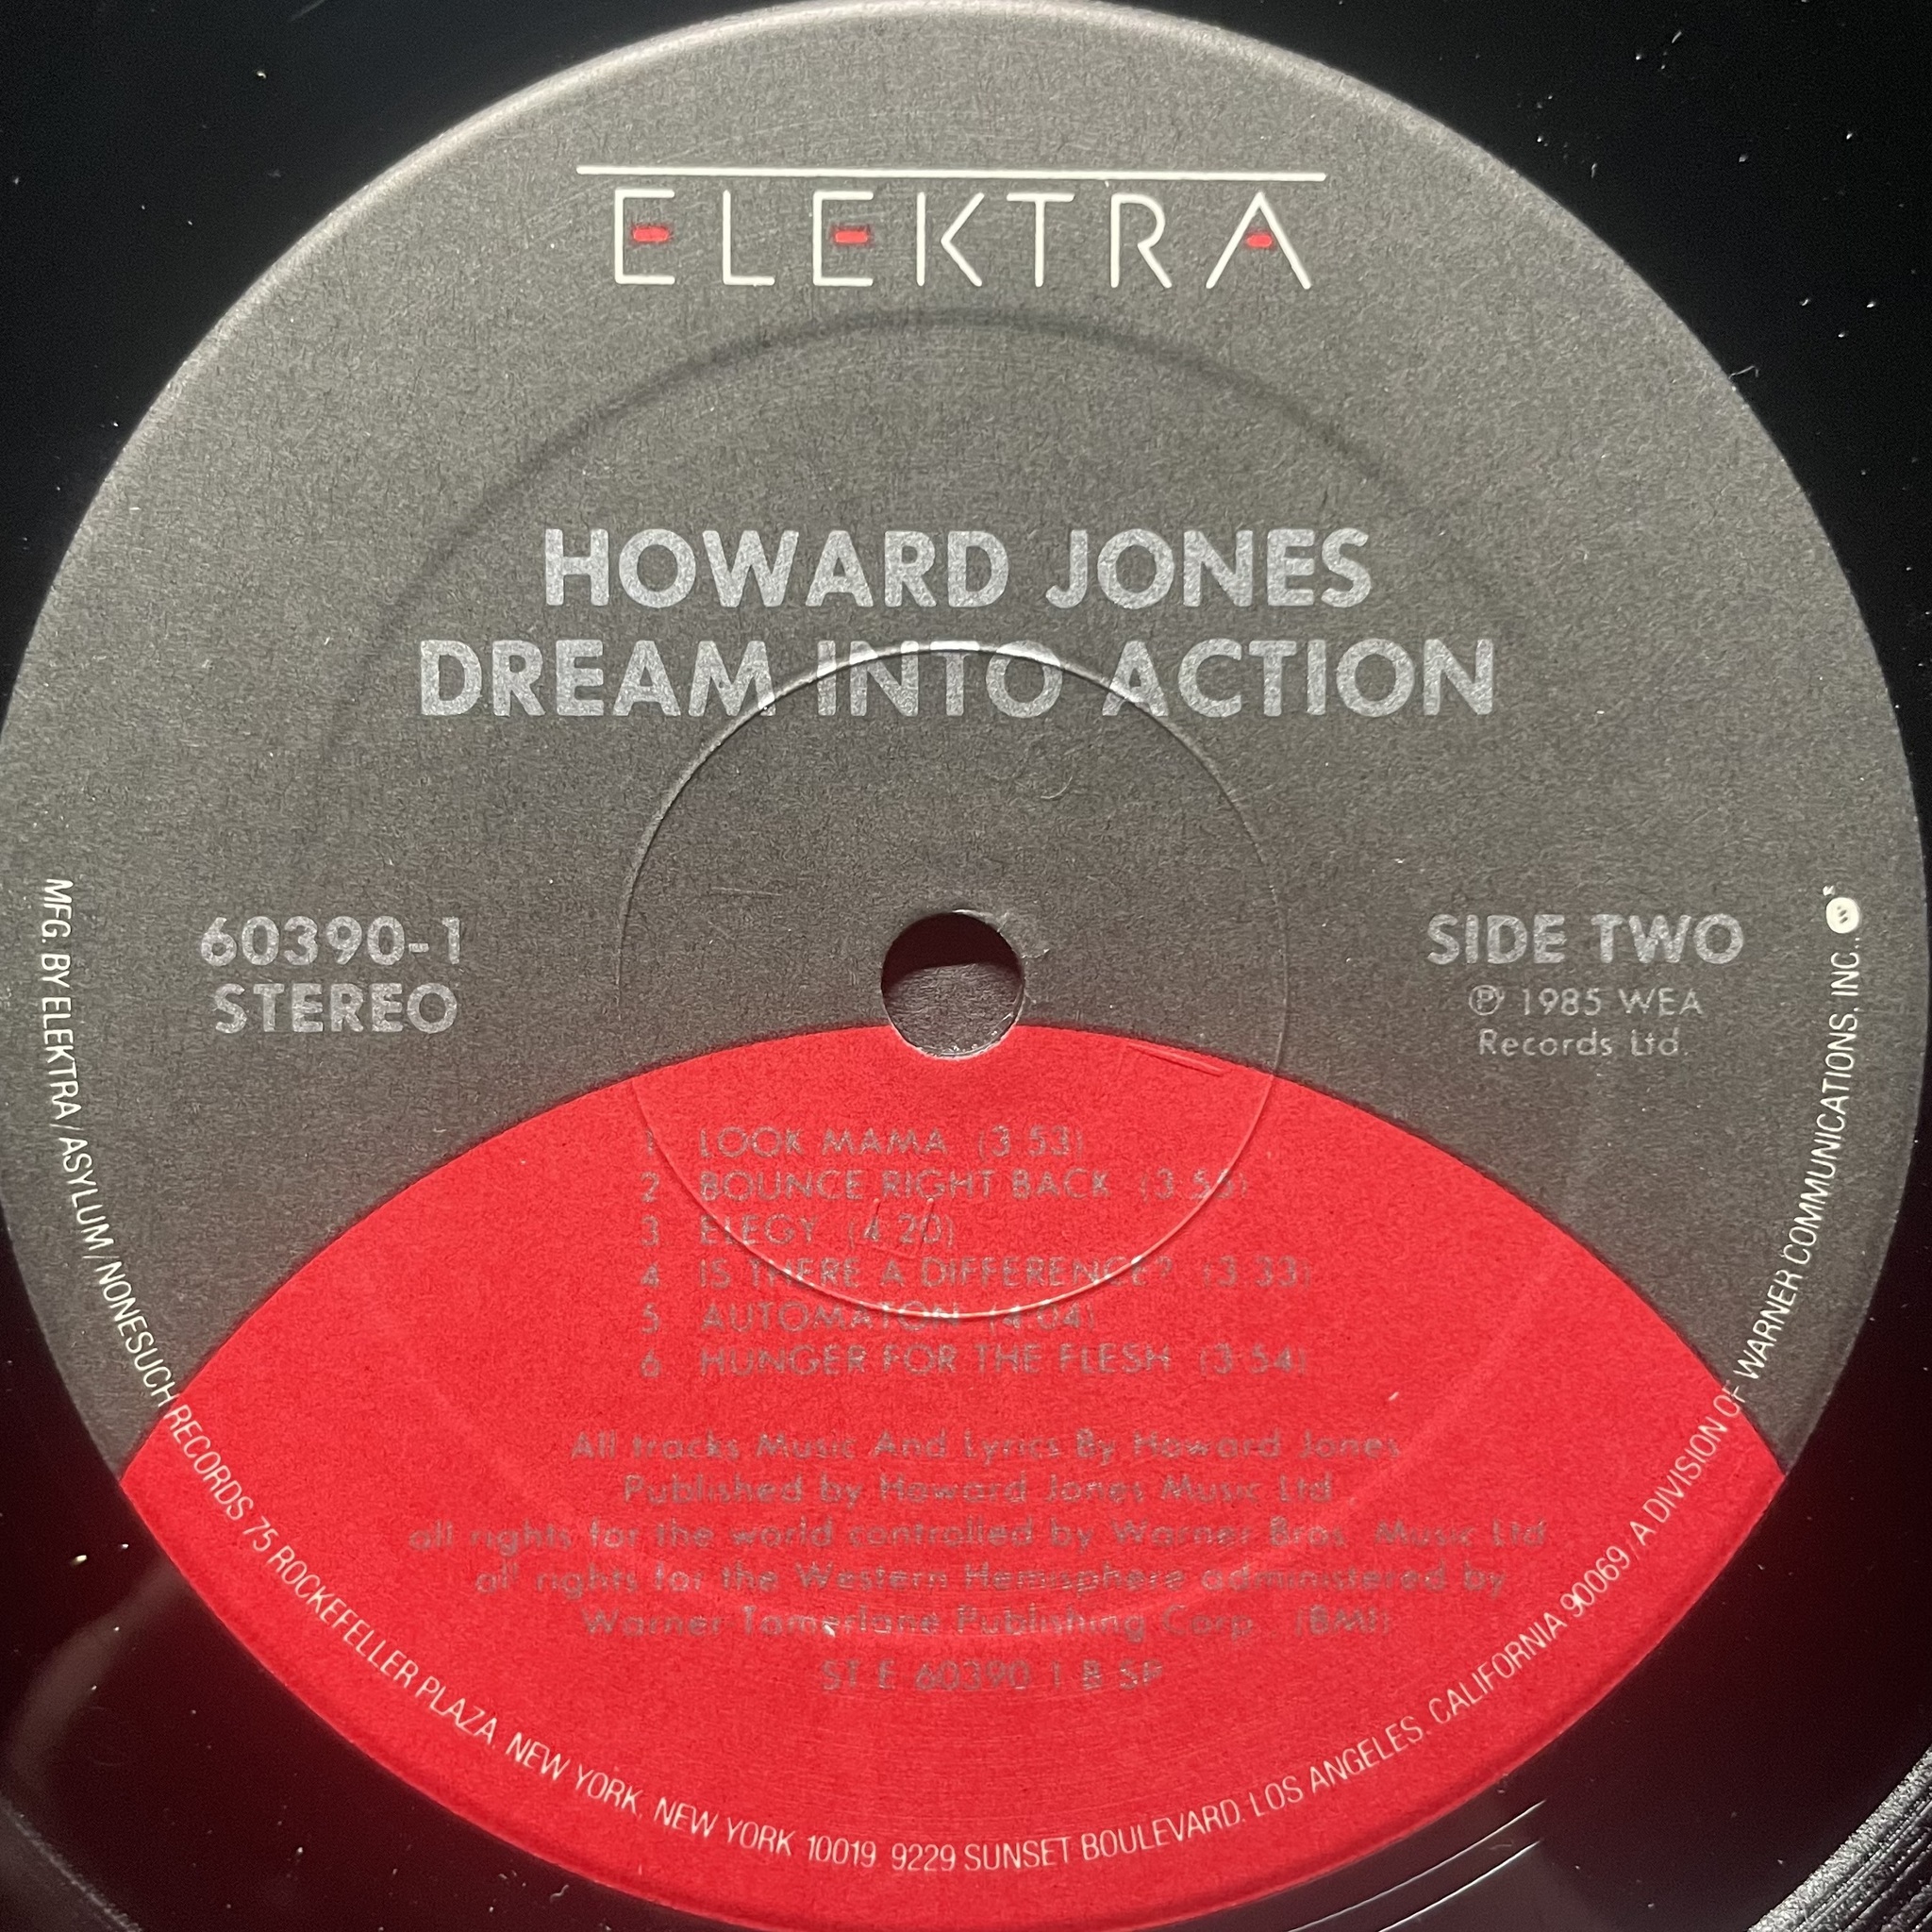 ELEKTRA
HOWARD JONES
DREAM INTO ACTION
60390-1
STEREO
SIDE TWO
℗ 1985 WEA
Records Ltd.
1 LOOK MAMA (3:53)
2 BOUNCE RIGHT BACK
3 ELEGY (4:20)
4 IS THERE A DIFFERENCE? (3:33)
5 AUTOMATON (4:04)
6 HUNGER FOR THE FLESH (3:54)
All tracks Music And Lyrics By Howard Jones
Published by Howard Jones Music Ltd
all rights for the world controlled by Warner Bros. Music Ltd
all rights for the Western Hemisphere administered by
Warner Tamerlane Publishing Corp., (BMI)
ST E 60390 1 B SP
MFG. BY ELEKTRA/ASYLUM/NONESUCH RECORDS 75 ROCKEFELLER PLAZA, NEW YORK, NEW YORK 10019 9229 SUNSET BOULEVARD, LOS ANGELES, CALIFORNIA 90069 / A DIVISION OF WARNER COMMUNICATIONS, INC.